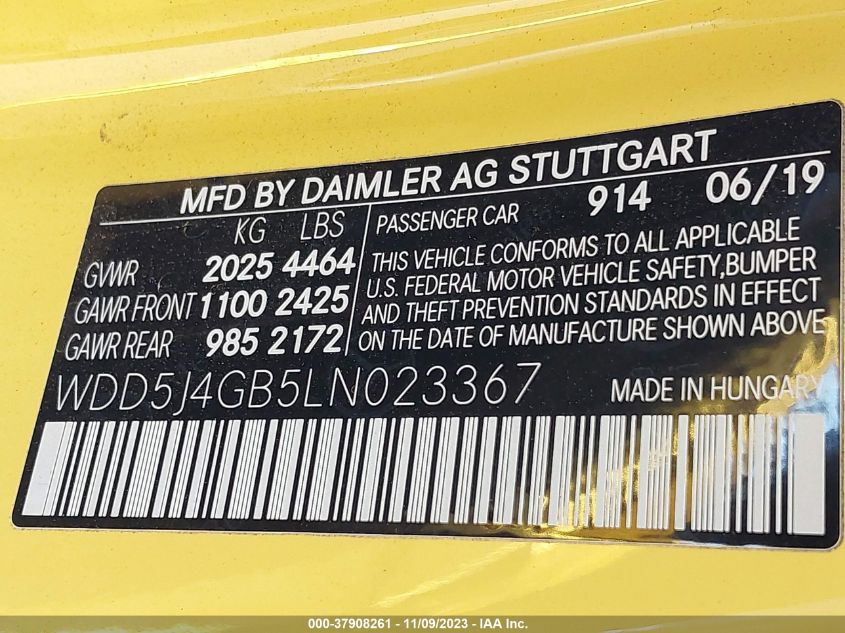 MFD BY DAIMLER AG STUTTGART
KG LBS
GVWR 2025 4464
GAWR FRONT 1100 2425
GAWR REAR 985 2172
PASSENGER CAR 914 06/19
THIS VEHICLE CONFORMS TO ALL APPLICABLE
U.S. FEDERAL MOTOR VEHICLE SAFETY,BUMPER
AND THEFT PREVENTION STANDARDS IN EFFECT
ON THE DATE OF MANUFACTURE SHOWN ABOVE
WDD5J4GB5LN023367 MADE IN HUNGARY
000-37908261 - 11/09/2023 - IAA Inc.